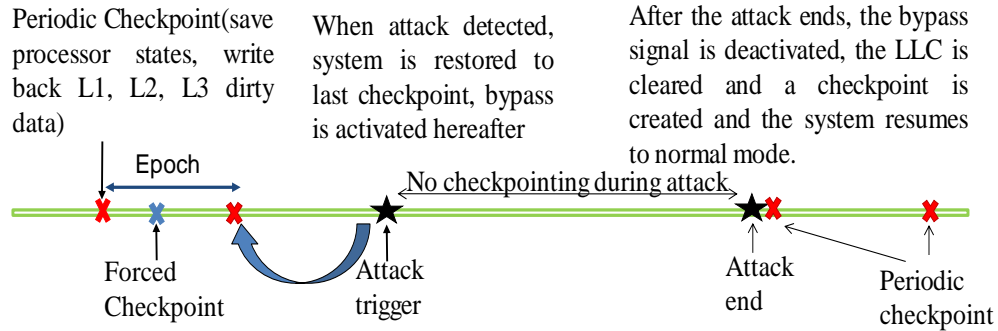 Periodic Checkpoint(save
processor states, write
back L1, L2, L3 dirty
data)
When attack detected,
system is restored to
last checkpoint, bypass
is activated hereafter
After the attack ends, the bypass
signal is deactivated, the LLC is
cleared and a checkpoint is
created and the system resumes
to normal mode.
Epoch
No checkpointing during attack
Forced
Checkpoint
Attack
trigger
Attack
end
Periodic
checkpoint